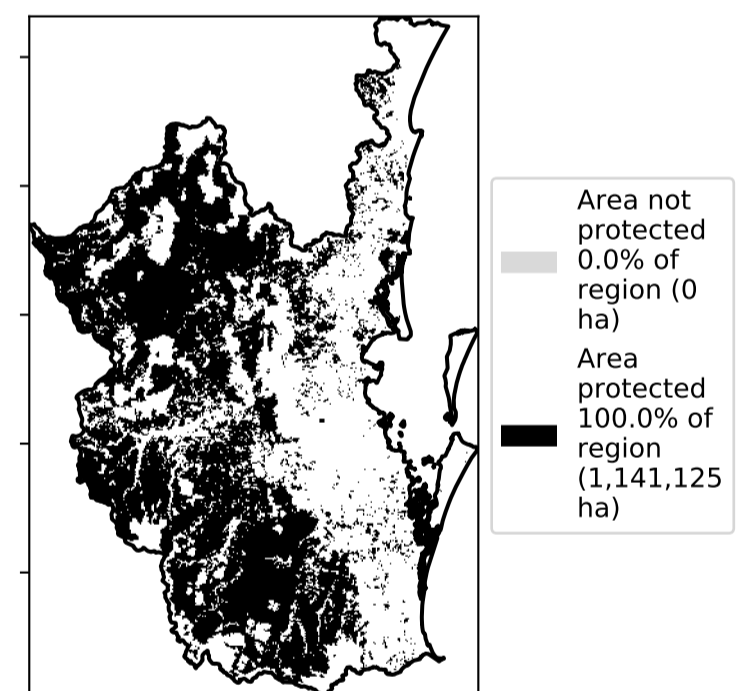 Area not
protected
0.0% of
region (0
ha)
Area
protected
100.0% of
region
(1,141,125
ha)